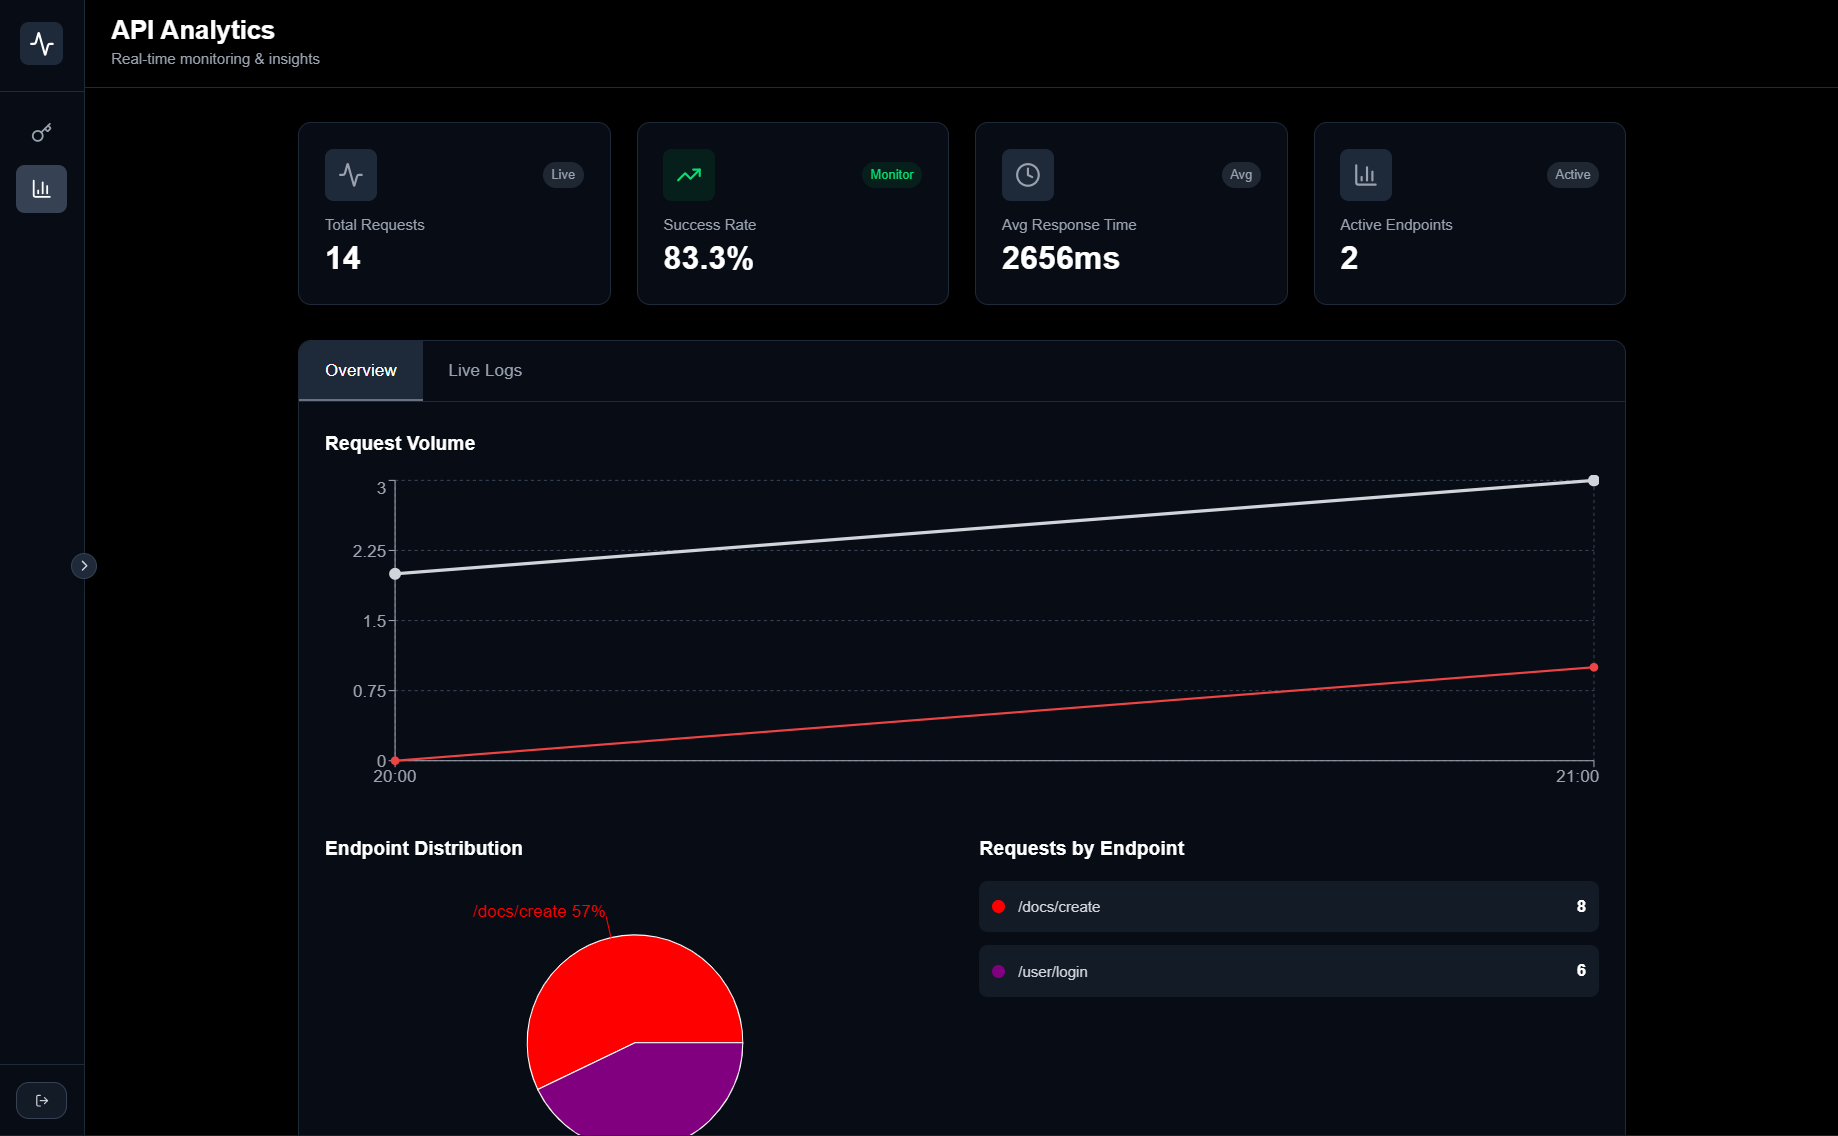 API Analytics
Real-time monitoring & insights
Live
Total Requests
14
Monitor
Success Rate
83.3%
Avg
Avg Response Time
2656ms
Active
Active Endpoints
2
Overview
Live Logs
Request Volume
3
2.25
1.5
0.75
0
20:00
21:00
Endpoint Distribution
/docs/create 57%
Requests by Endpoint
/docs/create 8
/user/login 6